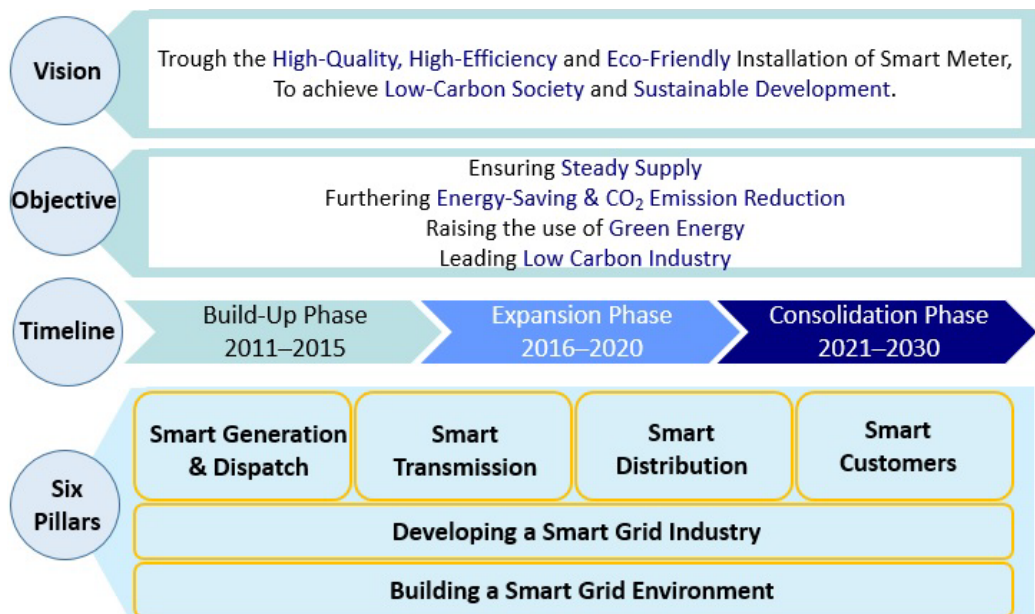 Vision
Trough the High-Quality, High-Efficiency and Eco-Friendly Installation of Smart Meter,
To achieve Low-Carbon Society and Sustainable Development.
Objective
Ensuring Steady Supply
Furthering Energy-Saving & CO₂ Emission Reduction
Raising the use of Green Energy
Leading Low Carbon Industry
Timeline
Build-Up Phase
2011–2015
Expansion Phase
2016–2020
Consolidation Phase
2021–2030
Six
Pillars
Smart Generation
& Dispatch
Smart
Transmission
Smart
Distribution
Smart
Customers
Developing a Smart Grid Industry
Building a Smart Grid Environment